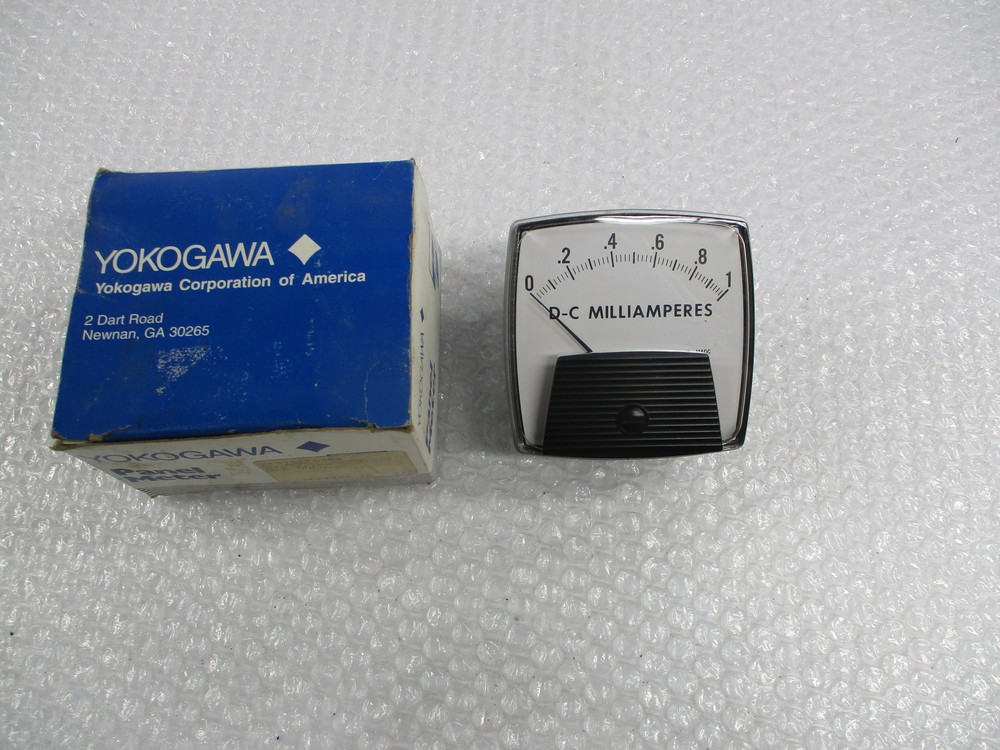 YOKOGAWA
Yokogawa Corporation of America
2 Dart Road
Newnan, GA 30265
YOKOGAWA
Panel
Meter
YOKOGAWA
0 .2 .4 .6 .8 1
D-C MILLIAMPERES